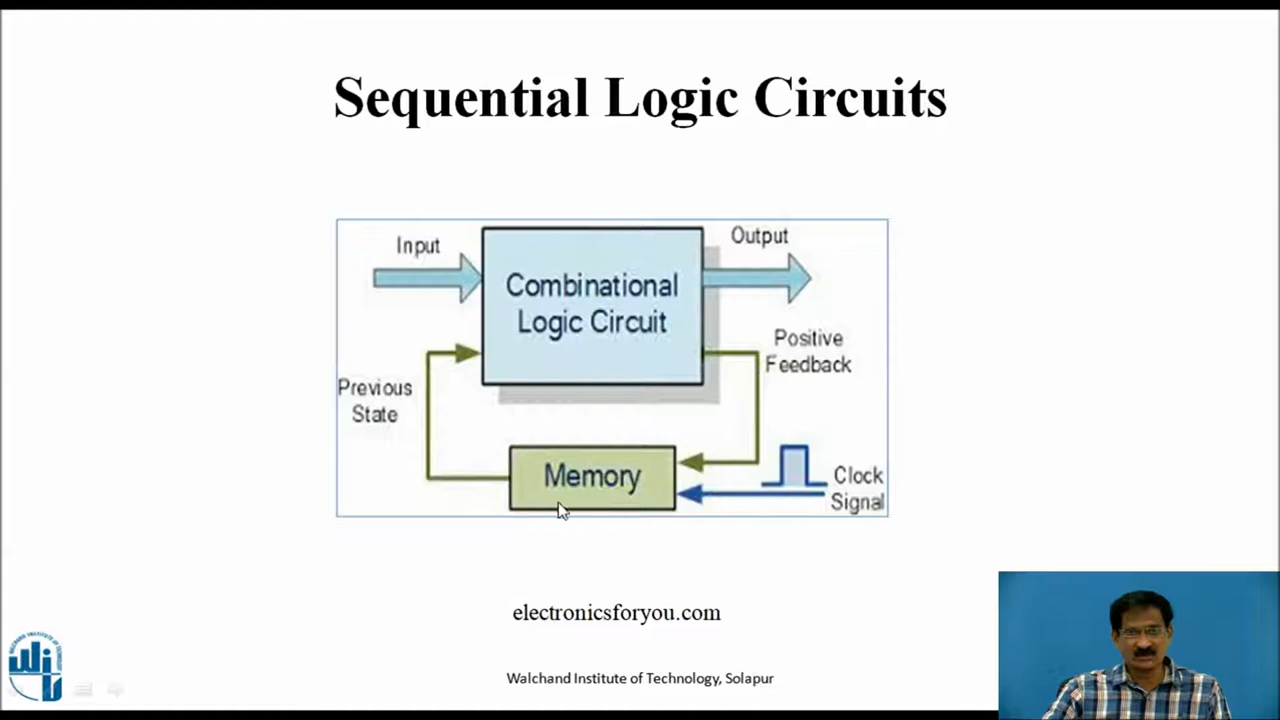 Sequential Logic Circuits
Input
Output
Combinational
Logic Circuit
Positive
Feedback
Previous
State
Memory
Clock
Signal
electronicsforyou.com
Walchand Institute of Technology, Solapur